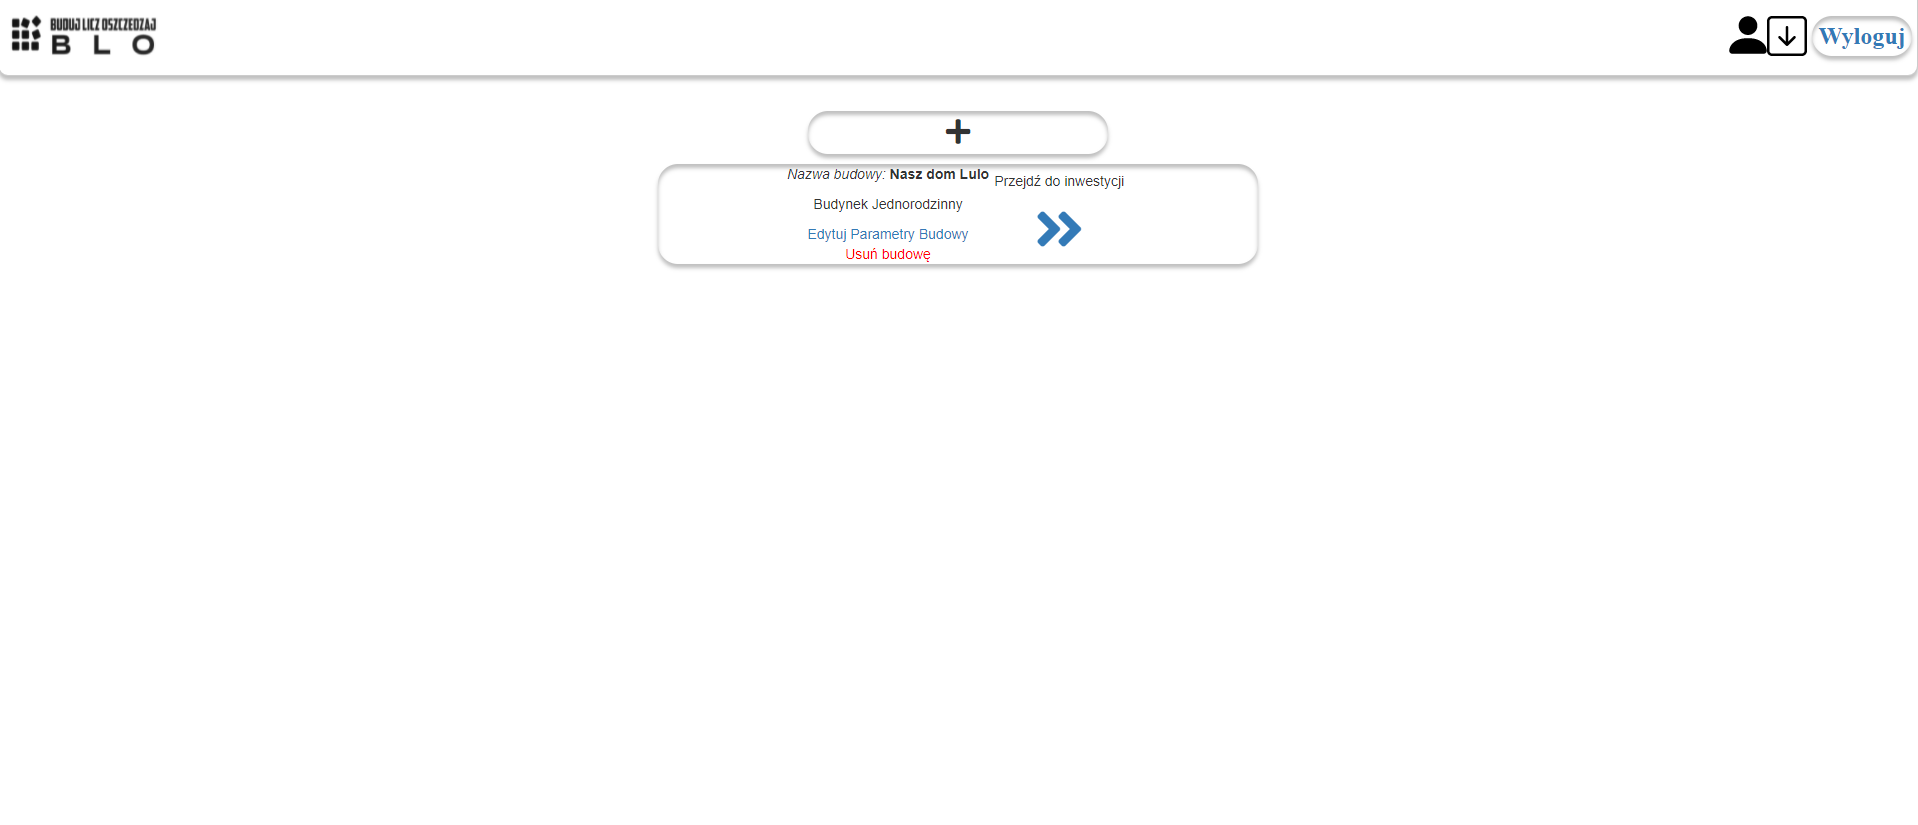 BUDUJ LICZ OSZCZEDZAJ
BLO
Wyloguj
Nazwa budowy: Nasz dom Lulo
Przejdź do inwestycji
Budynek Jednorodzinny
Edytuj Parametry Budowy
Usuń budowę